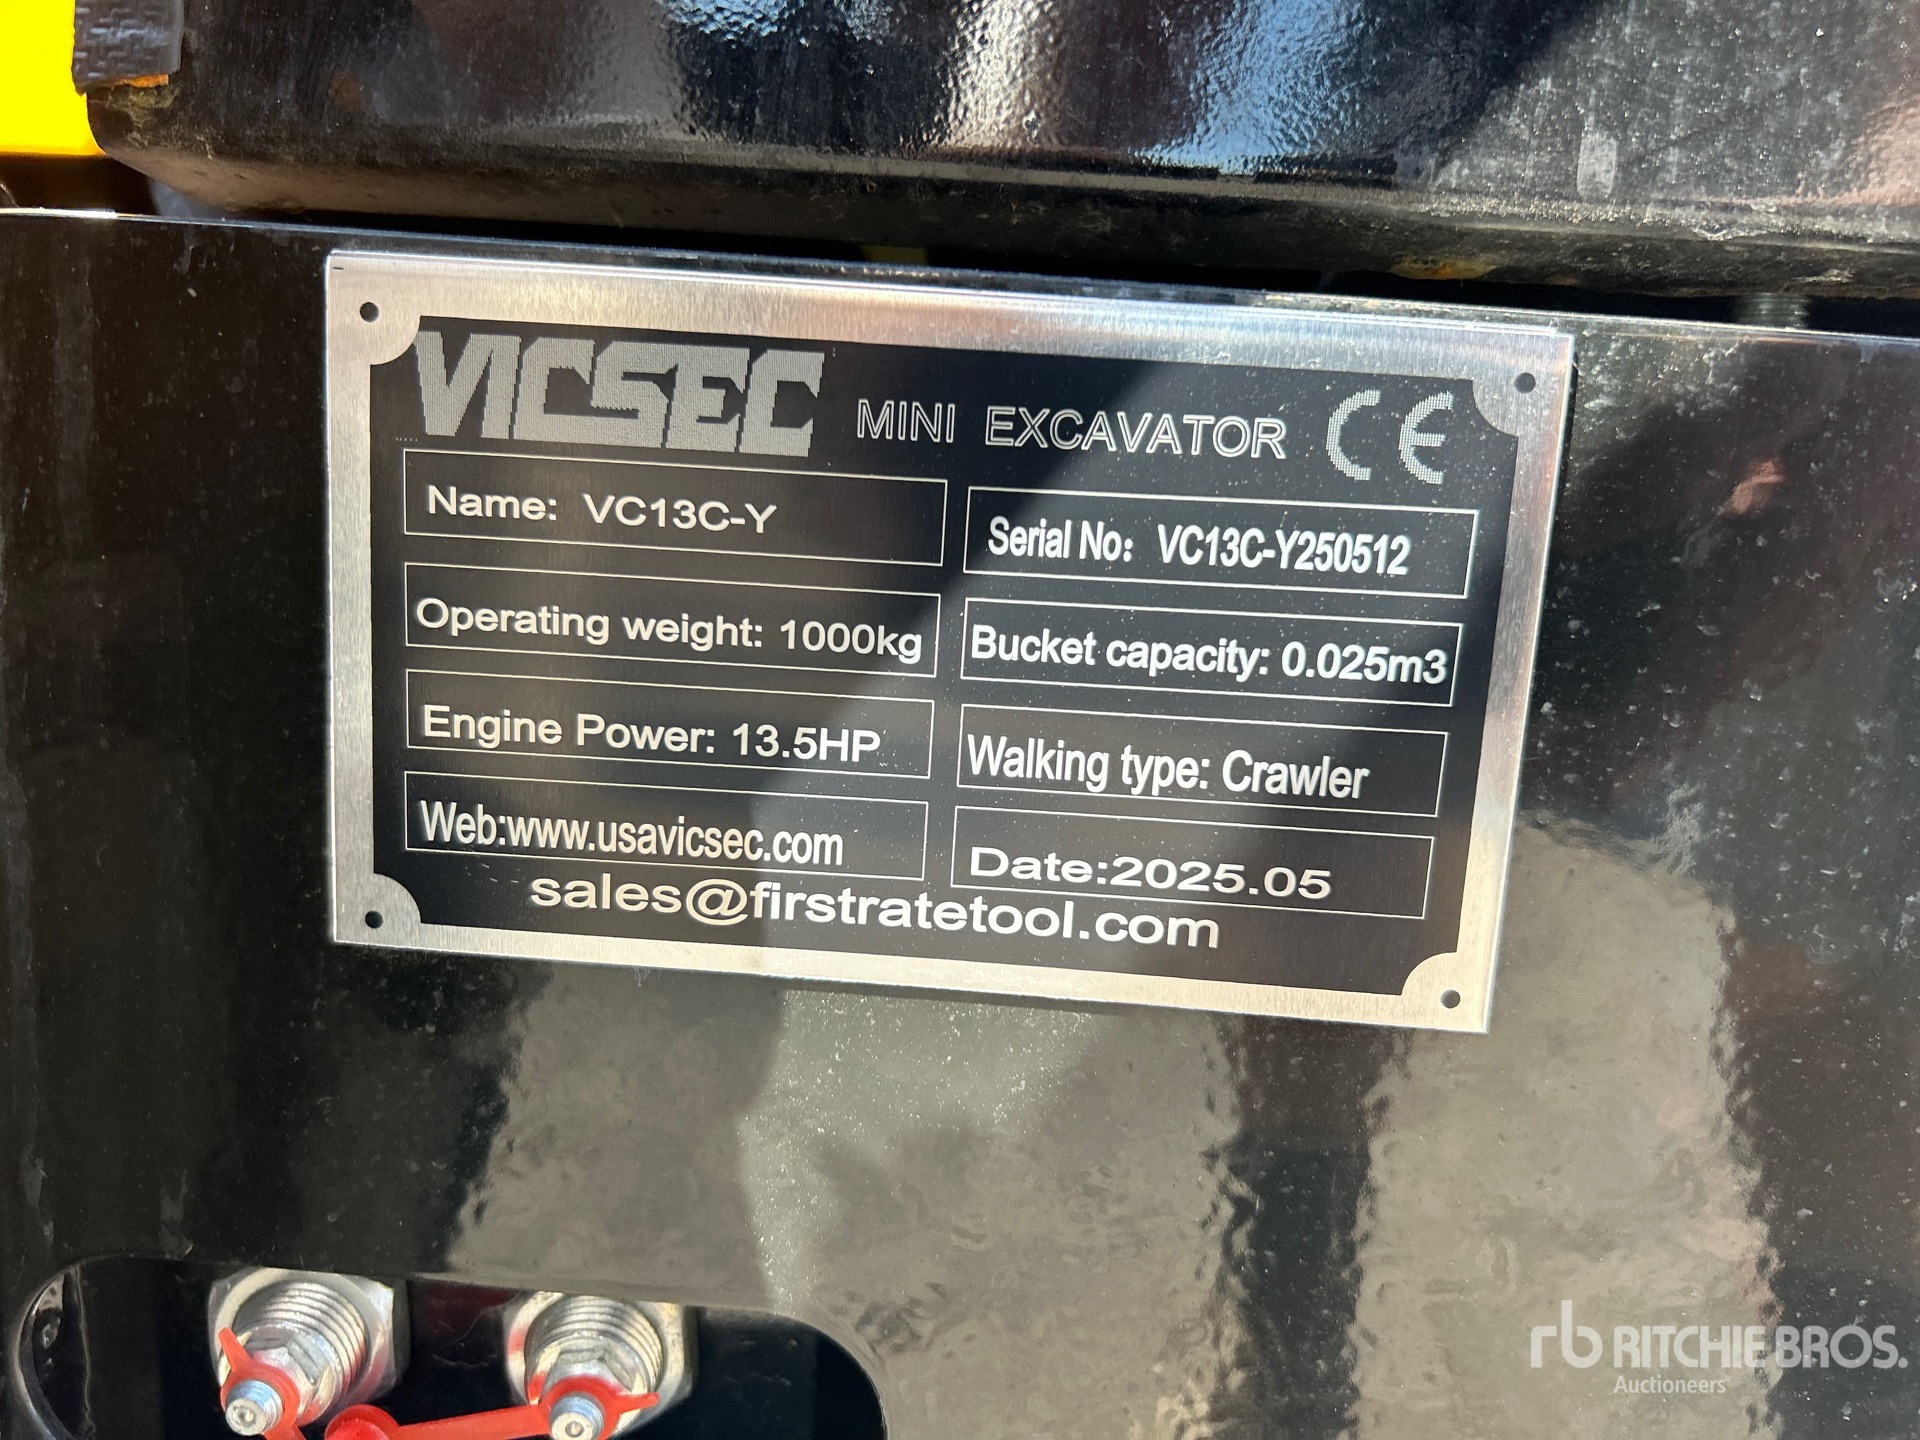 VICSEC MINI EXCAVATOR CE
Name: VC13C-Y
Serial No: VC13C-Y250512
Operating weight: 1000kg
Bucket capacity: 0.025m3
Engine Power: 13.5HP
Walking type: Crawler
Web:www.usavicsec.com
Date:2025.05
sales@firstratetool.com
rb RITCHIE BROS.
Auctioneers